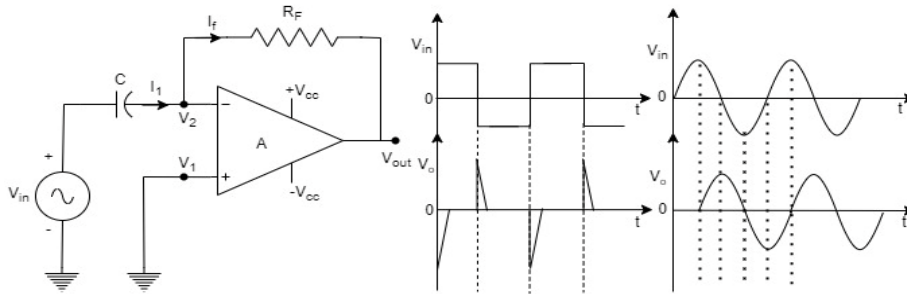 I_f
R_F
C
I_1
V_2
−
+V_cc
A
V_1
+
−V_cc
V_out
+
V_in
-
V_in
0
t
V_o
0
t
V_in
0
t
V_o
0
t